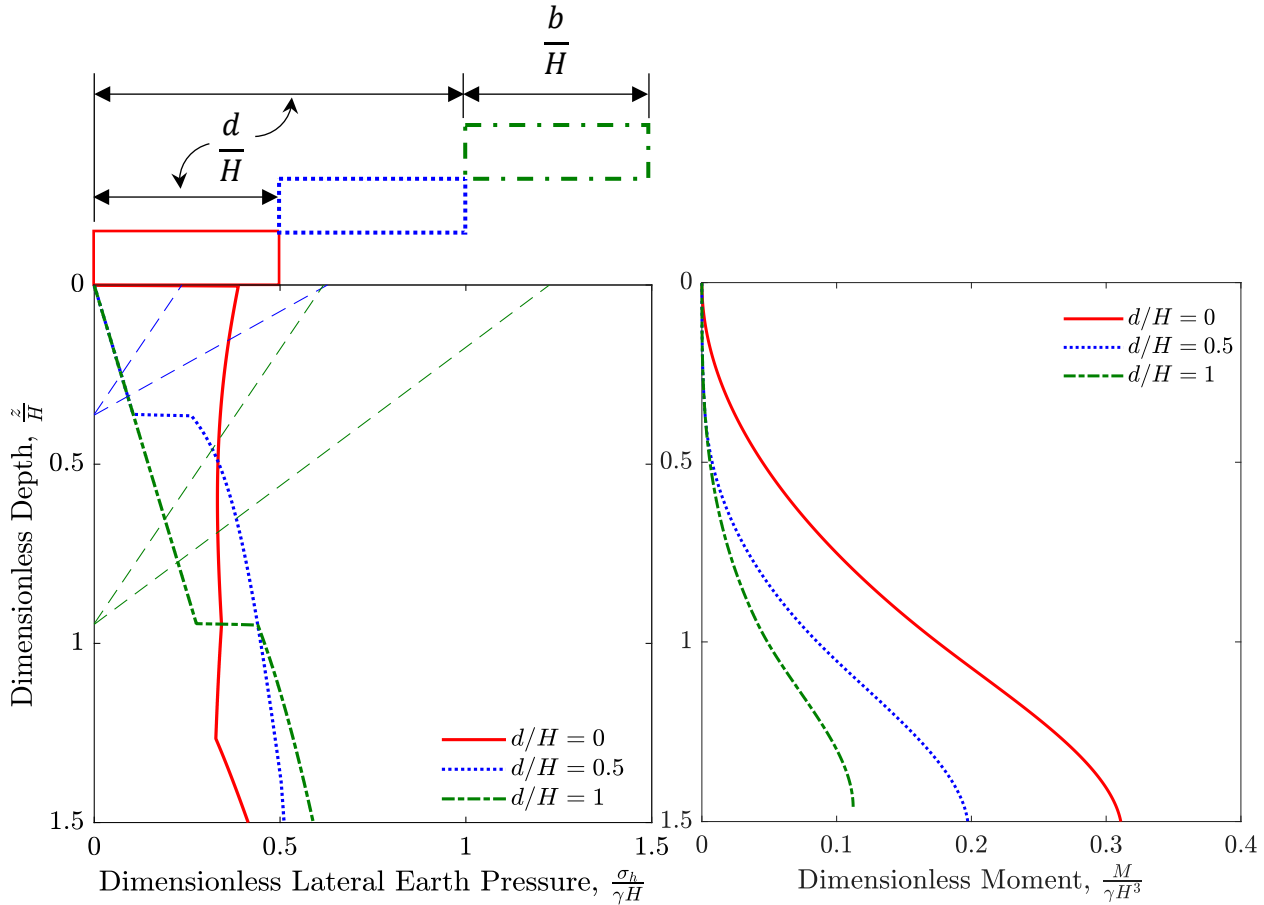 b/H
d/H
0
0.5
1
1.5
0
0.5
1
1.5
Dimensionless Depth, z/H
Dimensionless Lateral Earth Pressure, σ_h/γH
d/H = 0
d/H = 0.5
d/H = 1
0
0.5
1
1.5
0
0.1
0.2
0.3
0.4
Dimensionless Moment, M/γH³
d/H = 0
d/H = 0.5
d/H = 1